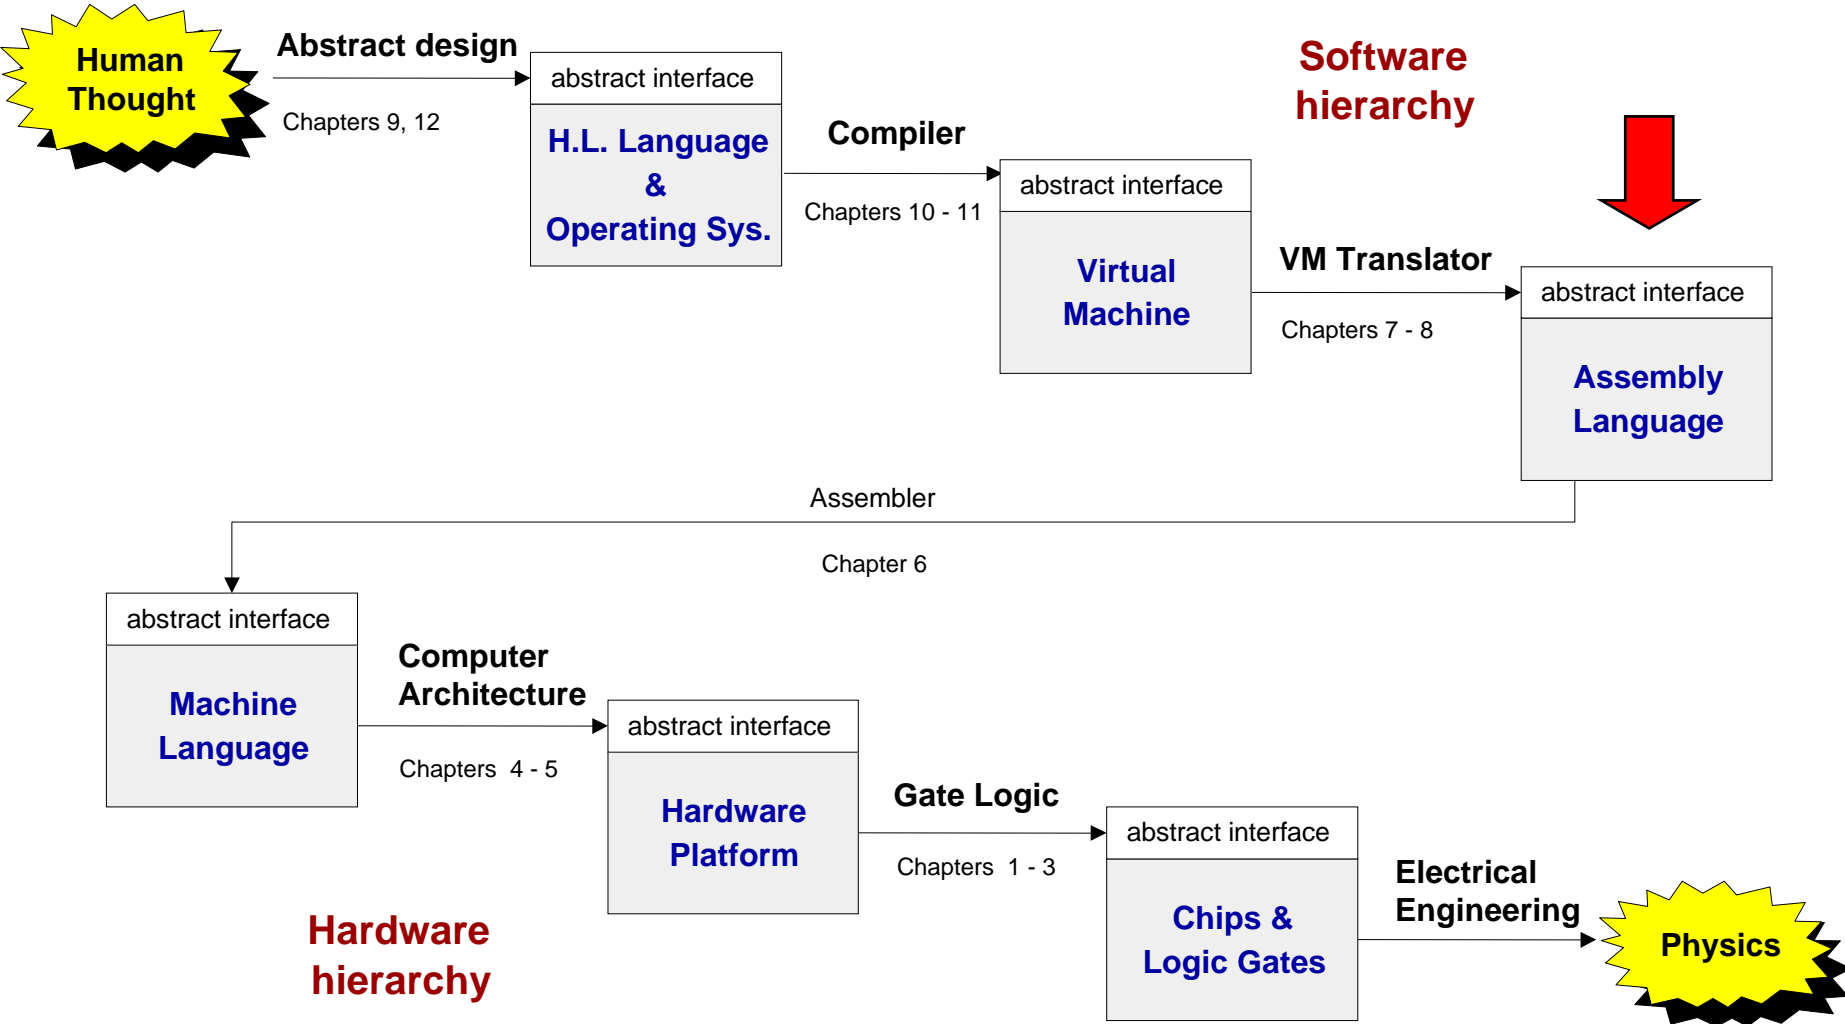 Human
Thought
Abstract design
Chapters 9, 12
abstract interface
H.L. Language
&
Operating Sys.
Compiler
Chapters 10 - 11
abstract interface
Virtual
Machine
Software
hierarchy
VM Translator
Chapters 7 - 8
abstract interface
Assembly
Language
Assembler
Chapter 6
abstract interface
Machine
Language
Computer
Architecture
Chapters 4 - 5
abstract interface
Hardware
Platform
Gate Logic
Chapters 1 - 3
abstract interface
Chips &
Logic Gates
Electrical
Engineering
Physics
Hardware
hierarchy